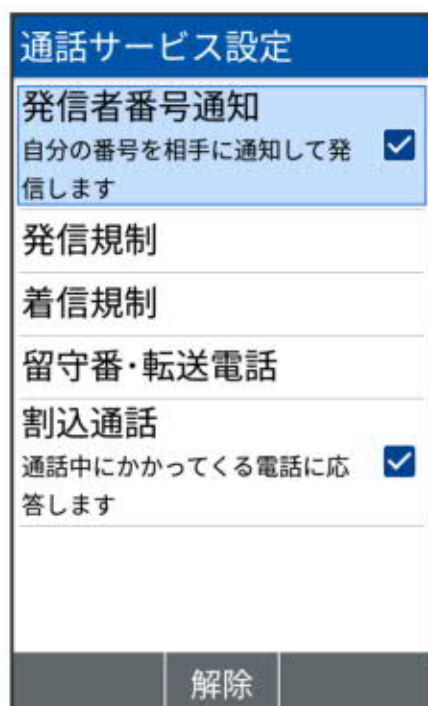 通話サービス設定
発信者番号通知
自分の番号を相手に通知して発
信します
発信規制
着信規制
留守番･転送電話
割込通話
通話中にかかってくる電話に応
答します
解除